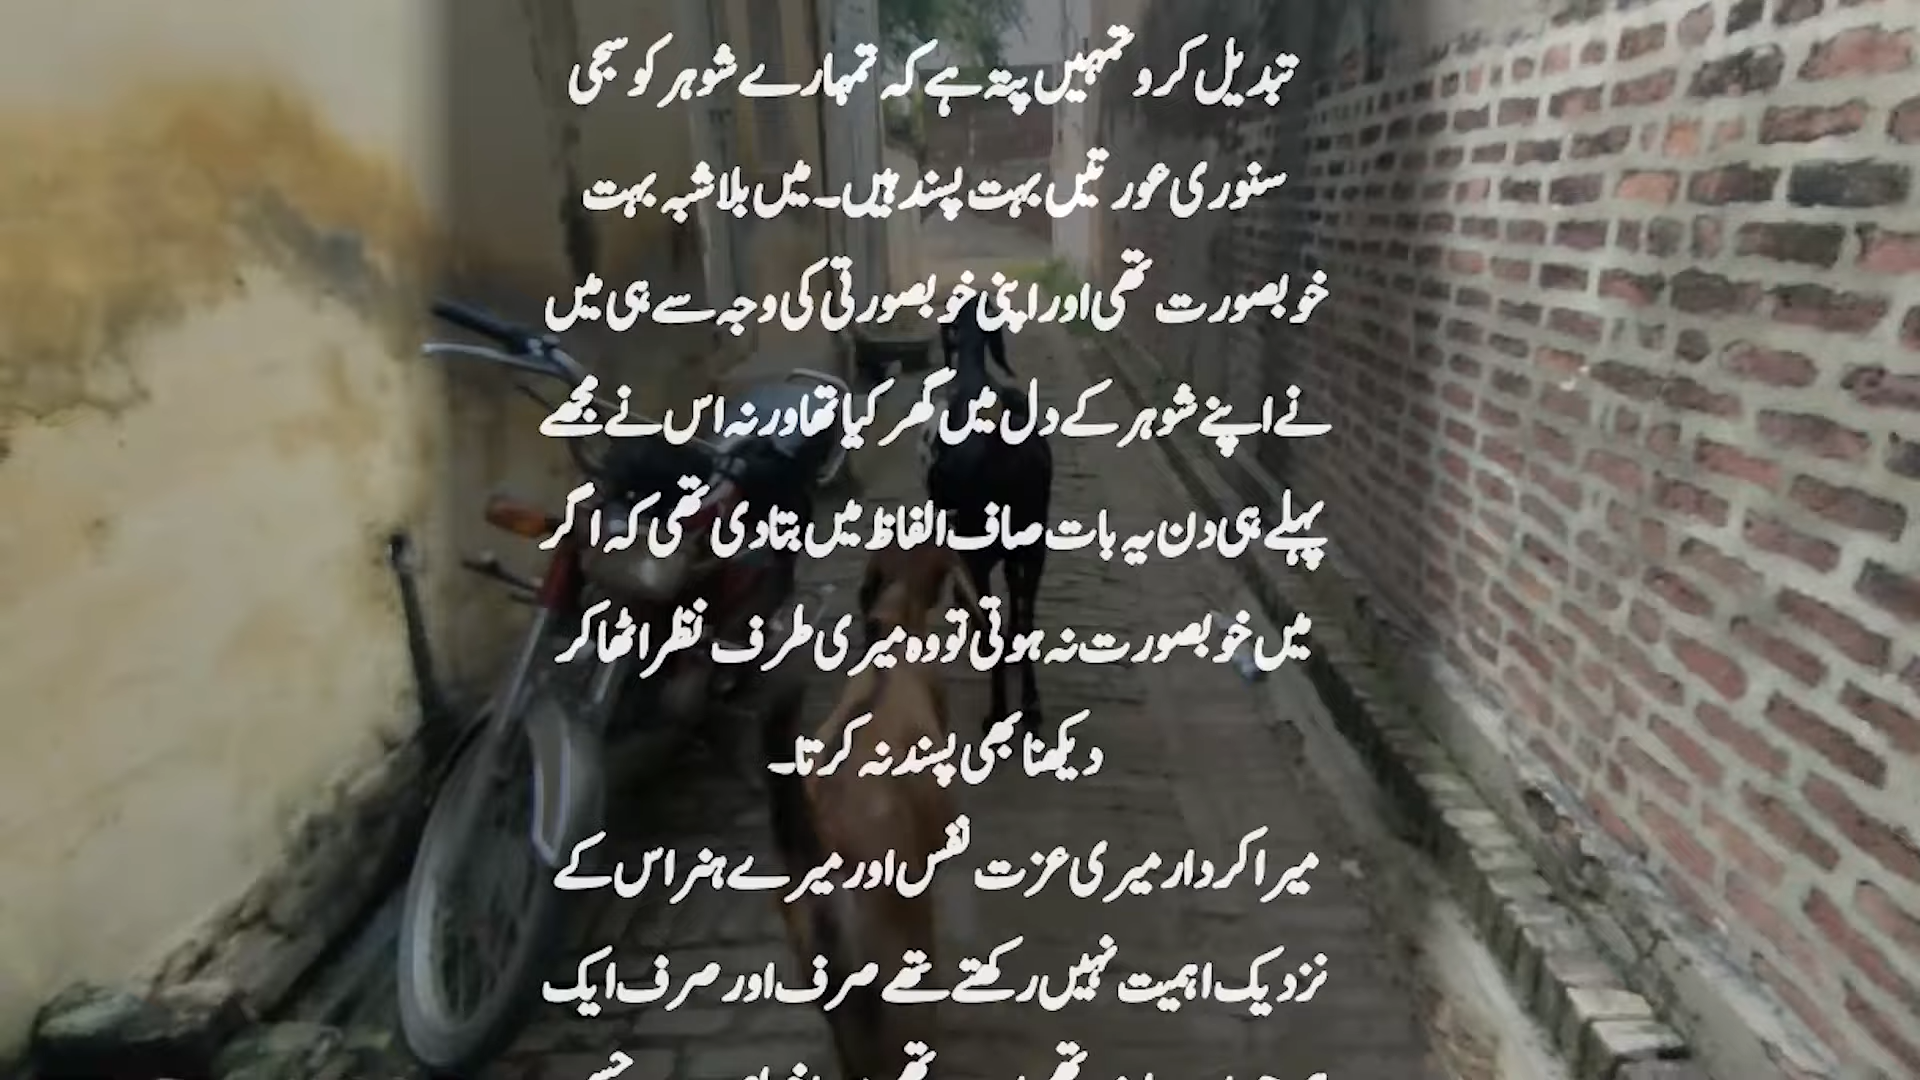 تبدیل کرو تمہیں پتہ ہے کہ تمہارے شوہر کو سجی
سنوری عورتیں بہت پسند ہیں۔ میں بلاشبہ بہت
خوبصورت تھی اور اپنی خوبصورتی کی وجہ سے ہی میں
نے اپنے شوہر کے دل میں گھر کیا تھا ورنہ اس نے مجھے
پہلے ہی دن یہ بات صاف الفاظ میں بتا دی تھی کہ اگر
میں خوبصورت نہ ہوتی تو وہ میری طرف نظر اٹھا کر
دیکھنا بھی پسند نہ کرتا۔
میرا کردار میری عزت نفس اور میرے ہنر اس کے
نزدیک اہمیت نہیں رکھتے تھے صرف اور صرف ایک